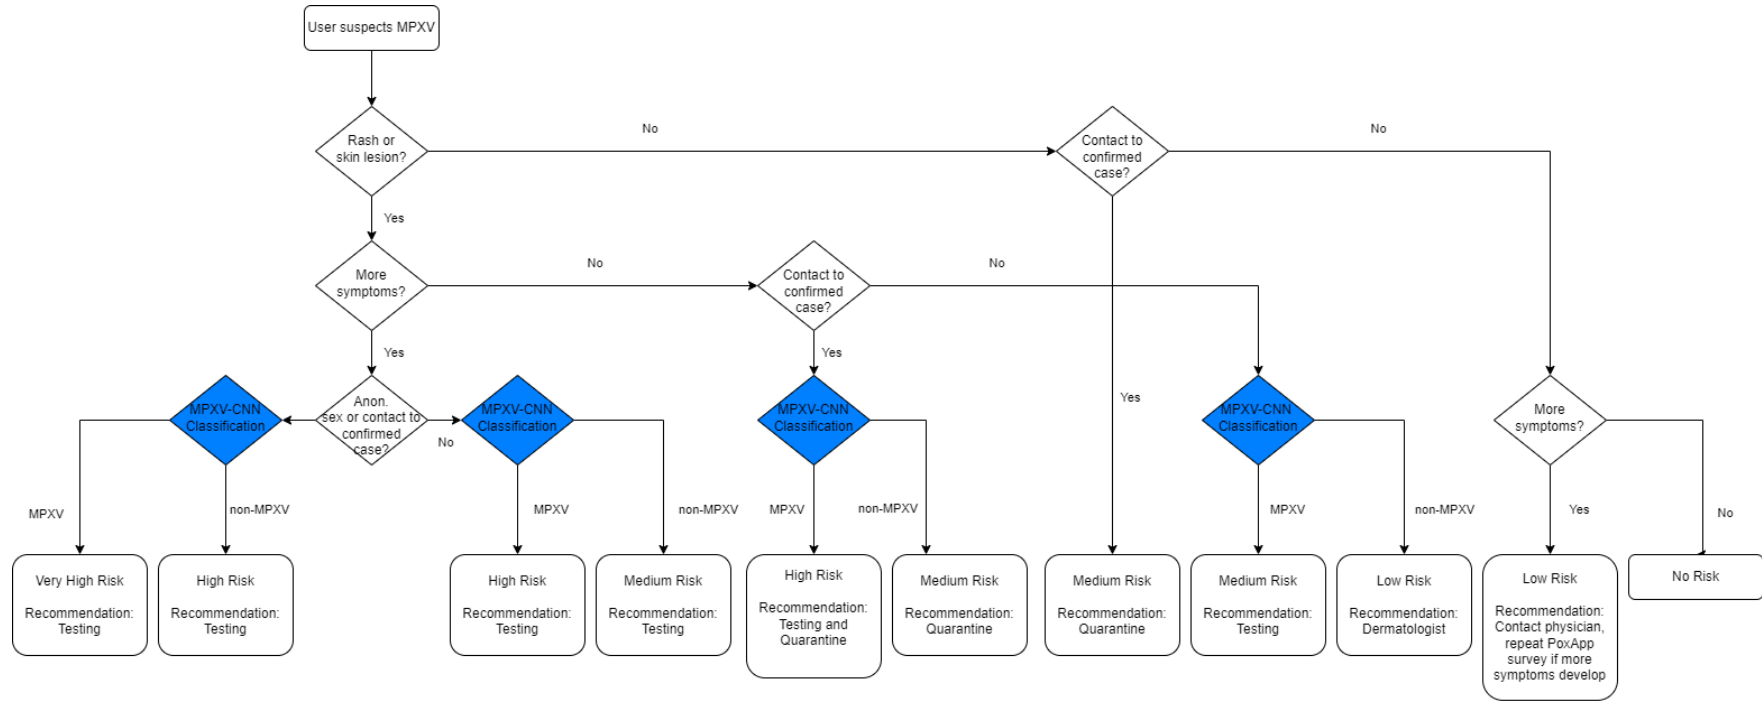 User suspects MPXV
Rash or
skin lesion?
No
Contact to
confirmed
case?
No
Yes
More
symptoms?
No
Contact to
confirmed
case?
No
Yes
Yes
Yes
MPXV-CNN
Classification
Anon.
sex or contact to
confirmed
case?
No
MPXV-CNN
Classification
MPXV-CNN
Classification
MPXV-CNN
Classification
More
symptoms?
MPXV
non-MPXV
MPXV
non-MPXV
MPXV
non-MPXV
MPXV
non-MPXV
Yes
No
Very High Risk
Recommendation:
Testing
High Risk
Recommendation:
Testing
High Risk
Recommendation:
Testing
Medium Risk
Recommendation:
Testing
High Risk
Recommendation:
Testing and
Quarantine
Medium Risk
Recommendation:
Quarantine
Medium Risk
Recommendation:
Quarantine
Medium Risk
Recommendation:
Testing
Low Risk
Recommendation:
Dermatologist
Low Risk
Recommendation:
Contact physician,
repeat PoxApp
survey if more
symptoms develop
No Risk